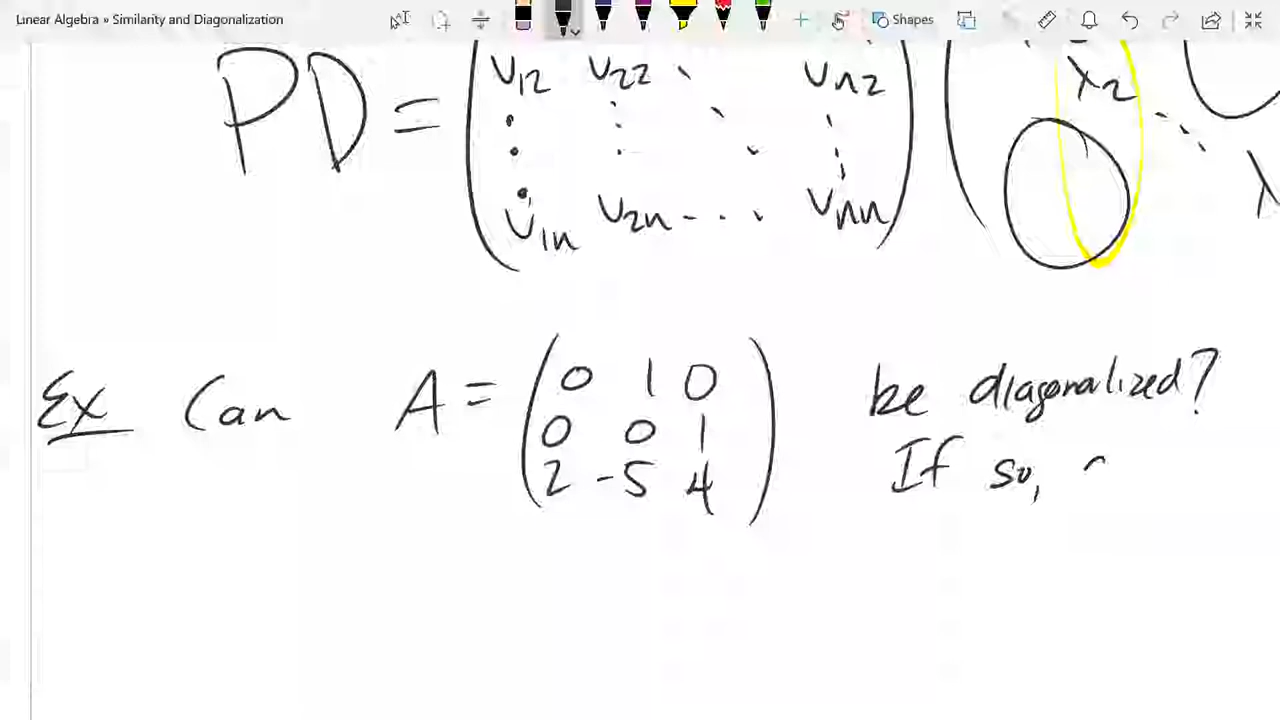 Linear Algebra » Similarity and Diagonalization
Shapes
PD = ( v12 v22 ⋱ vn2 ) ( λ2 ⋱
⋮ ⋮ ⋱ ⋮
v1n v2n - . . . vnn ) λ
Ex Can A = ( 0 1 0 be diagonalized?
0 0 1
2 -5 4 ) If so,